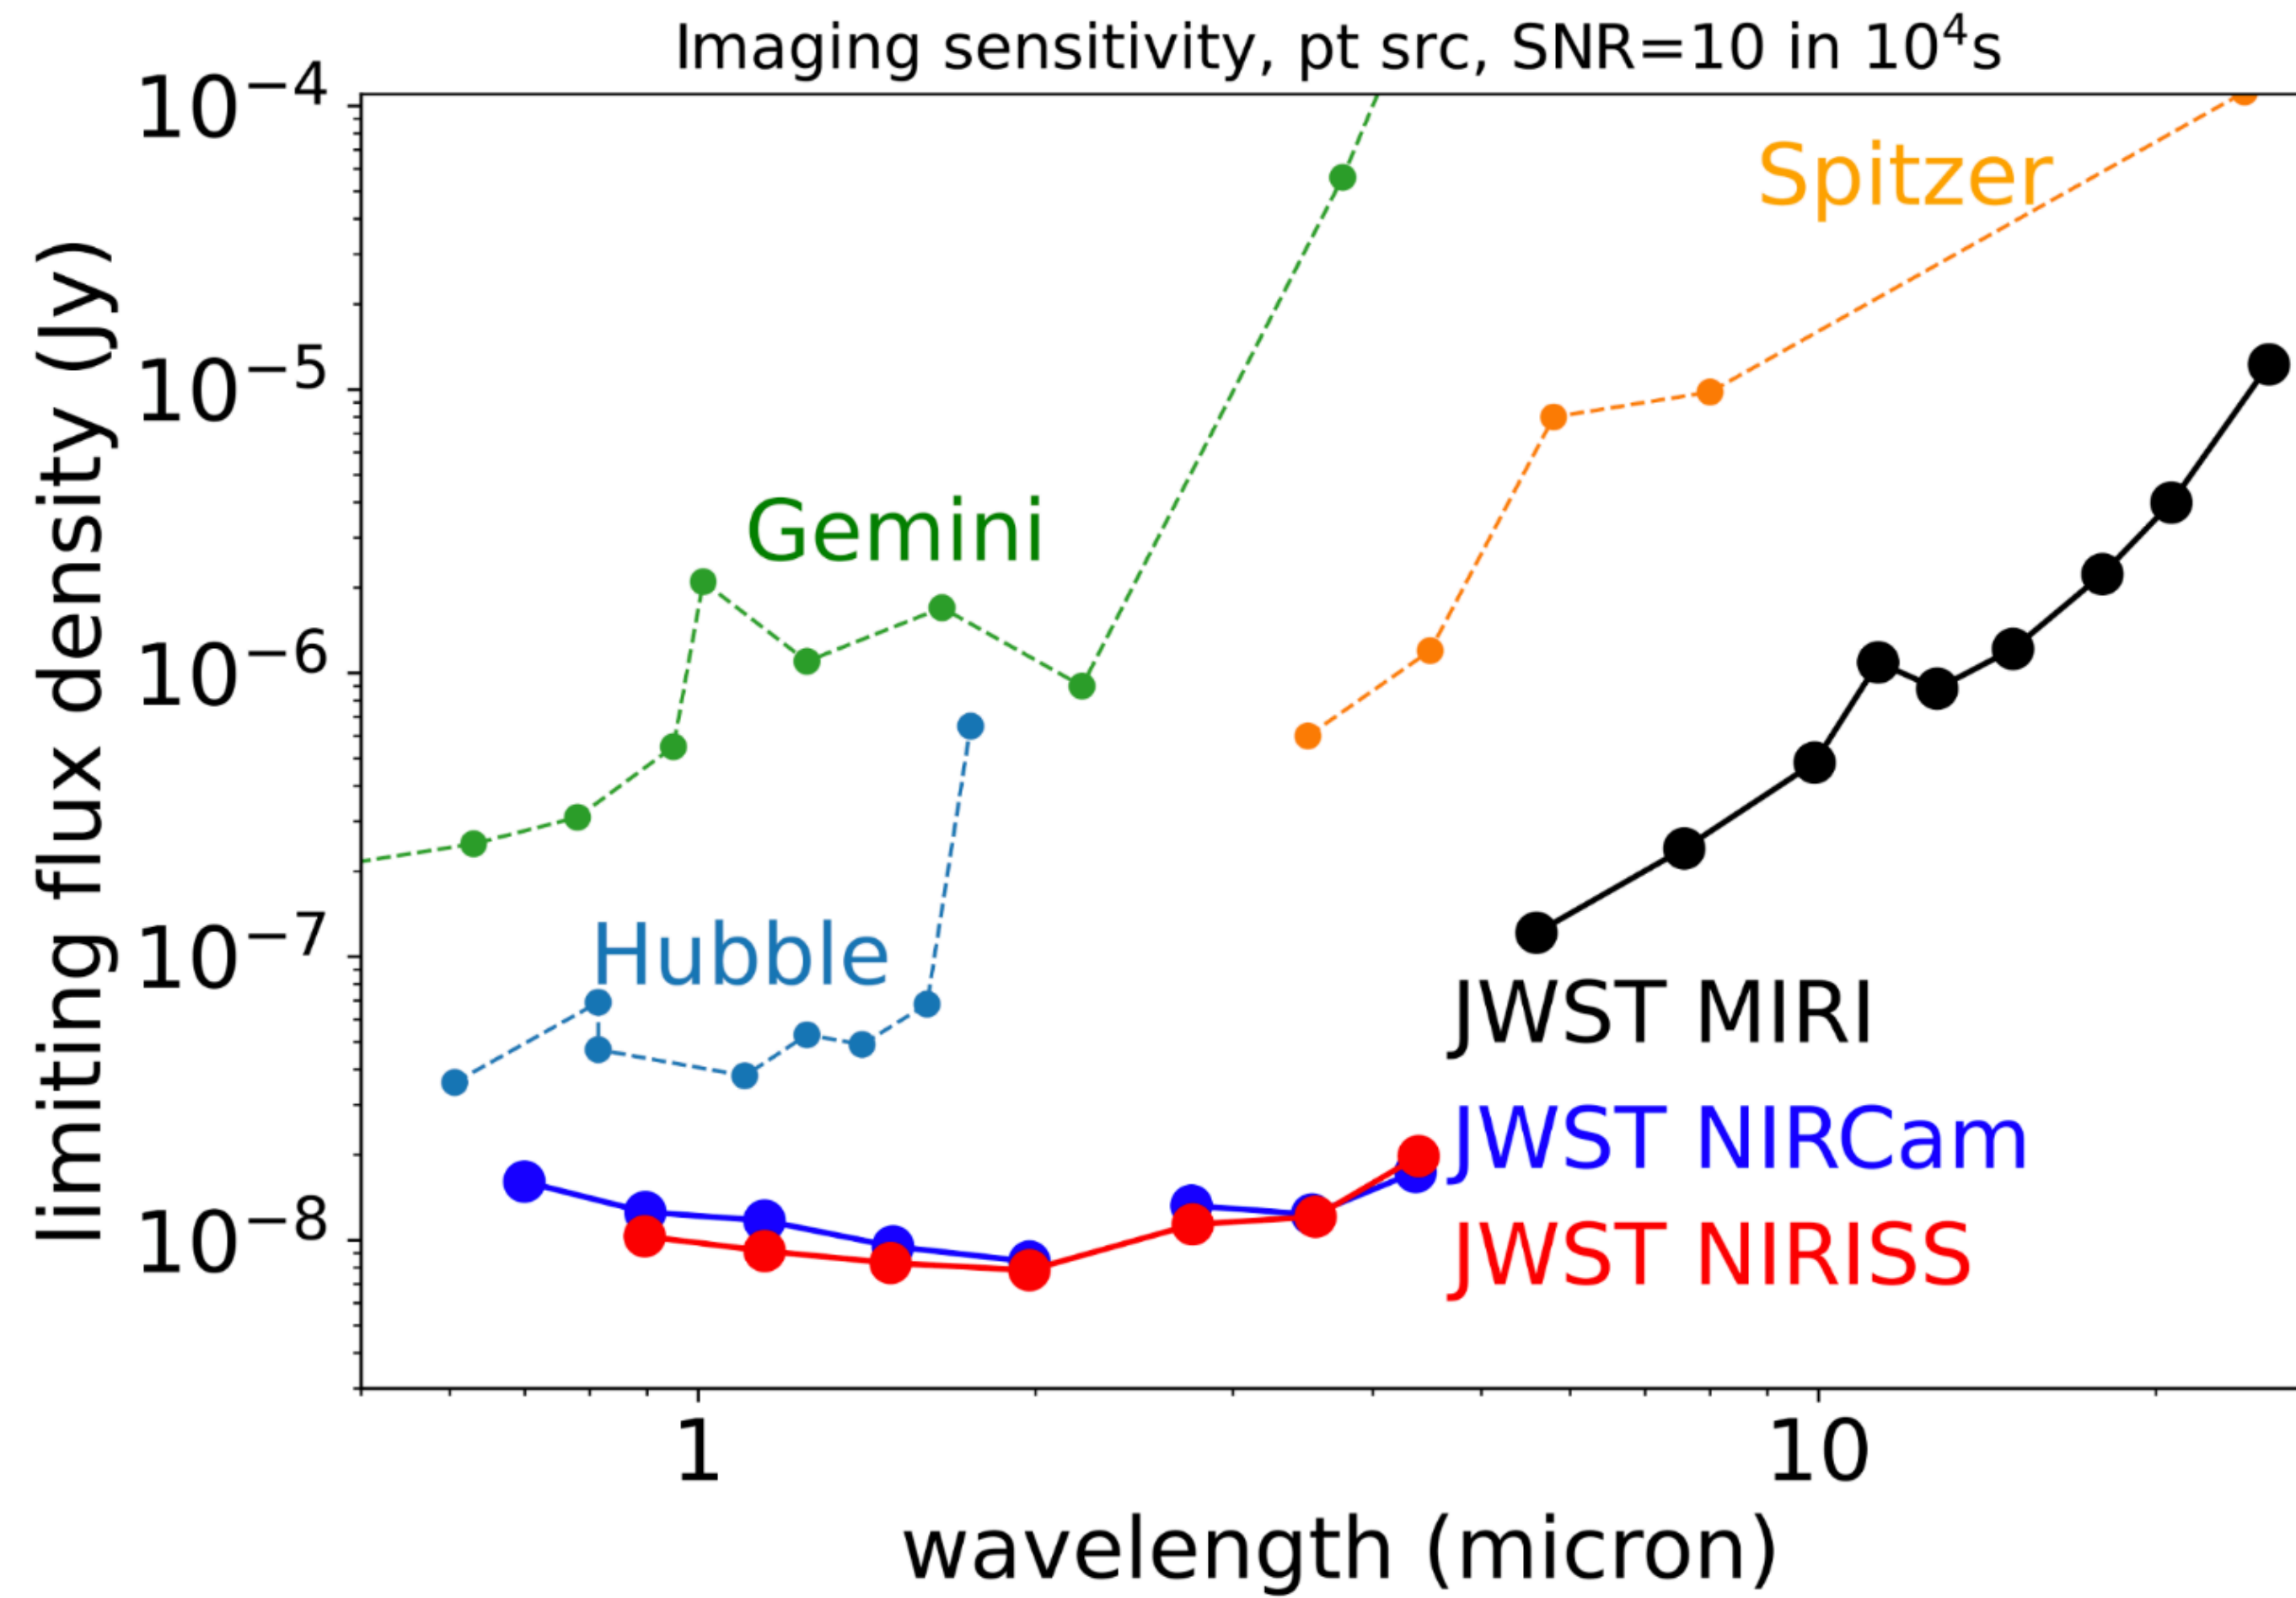 Imaging sensitivity, pt src, SNR=10 in 10⁴s
10⁻⁴
Spitzer
10⁻⁵
Gemini
10⁻⁶
Hubble
10⁻⁷
JWST MIRI
JWST NIRCam
10⁻⁸
JWST NIRISS
limiting flux density (Jy)
1
10
wavelength (micron)